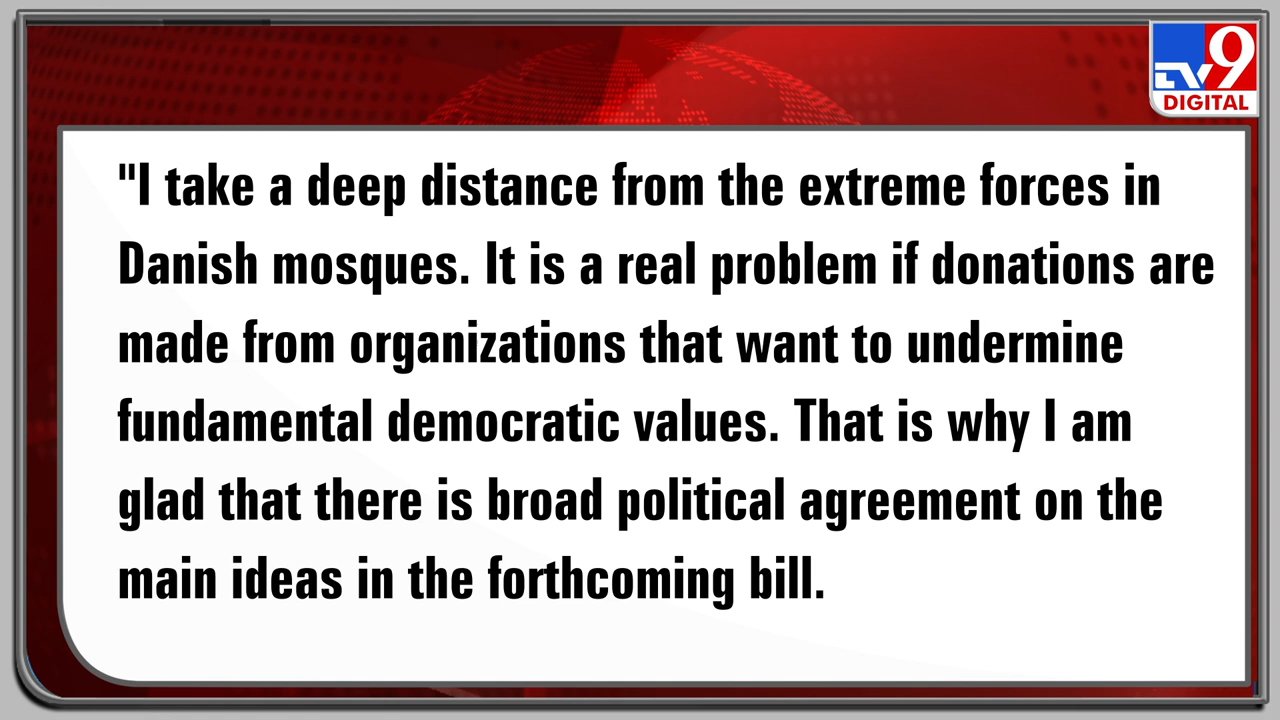 TV9
DIGITAL
"I take a deep distance from the extreme forces in
Danish mosques. It is a real problem if donations are
made from organizations that want to undermine
fundamental democratic values. That is why I am
glad that there is broad political agreement on the
main ideas in the forthcoming bill.